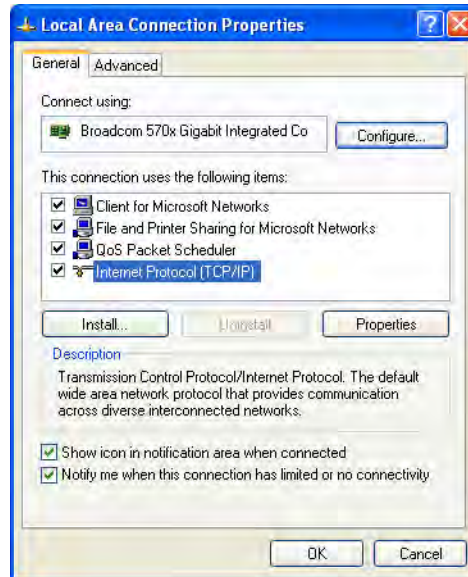 Local Area Connection Properties
General Advanced
Connect using:
Broadcom 570x Gigabit Integrated Co Configure...
This connection uses the following items:
Client for Microsoft Networks
File and Printer Sharing for Microsoft Networks
QoS Packet Scheduler
Internet Protocol (TCP/IP)
Install... Uninstall Properties
Description
Transmission Control Protocol/Internet Protocol. The default
wide area network protocol that provides communication
across diverse interconnected networks.
Show icon in notification area when connected
Notify me when this connection has limited or no connectivity
OK Cancel